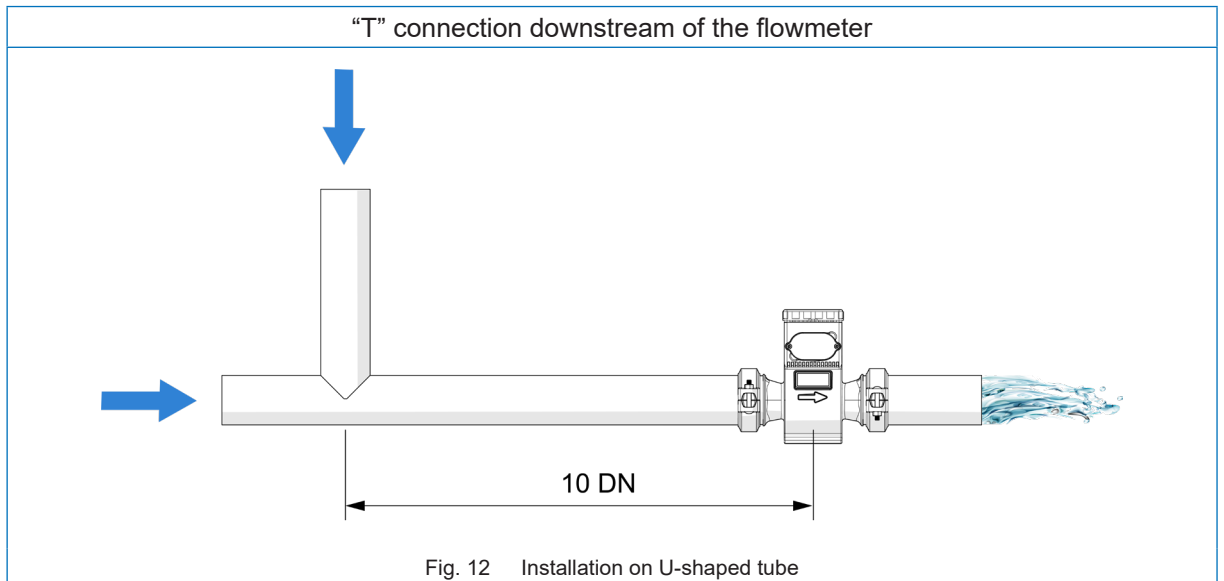 “T” connection downstream of the flowmeter
10 DN
Fig. 12 Installation on U-shaped tube